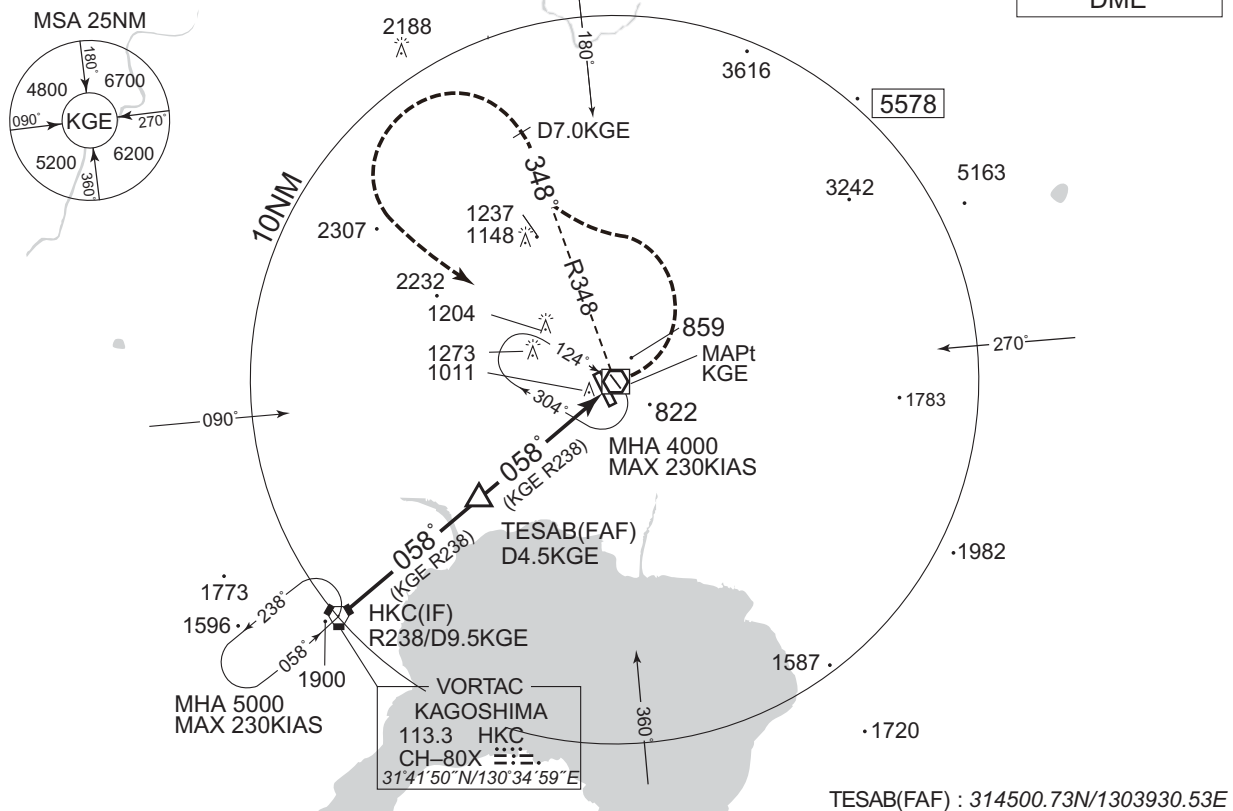 DME
MSA 25NM
180°
4800
6700
090°
KGE
270°
5200
6200
360°
2188
180°
3616
5578
D7.0KGE
10NM
348°
3242
5163
1237
1148
2307
R348
2232
1204
859
1273
1011
124°
MAPt
KGE
270°
304°
822
1783
090°
MHA 4000
MAX 230KIAS
058°
(KGE R238)
TESAB(FAF)
D4.5KGE
058°
(KGE R238)
1982
1773
238°
HKC(IF)
R238/D9.5KGE
1596
058°
1900
1587
MHA 5000
MAX 230KIAS
VORTAC
KAGOSHIMA
113.3 HKC
CH–80X
31°41´50˝N/130°34´59˝E
360°
1720
TESAB(FAF) : 314500.73N/1303930.53E